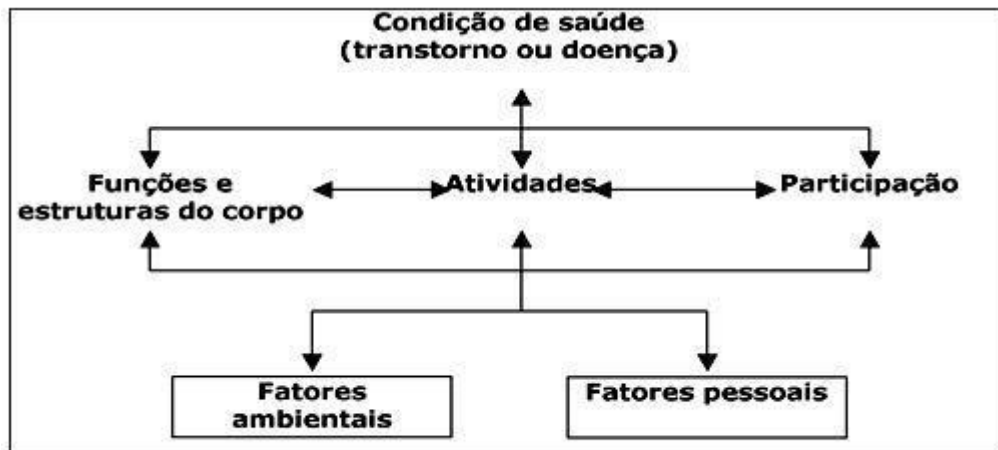 Condição de saúde
(transtorno ou doença)
Funções e
estruturas do corpo
Atividades
Participação
Fatores
ambientais
Fatores pessoais